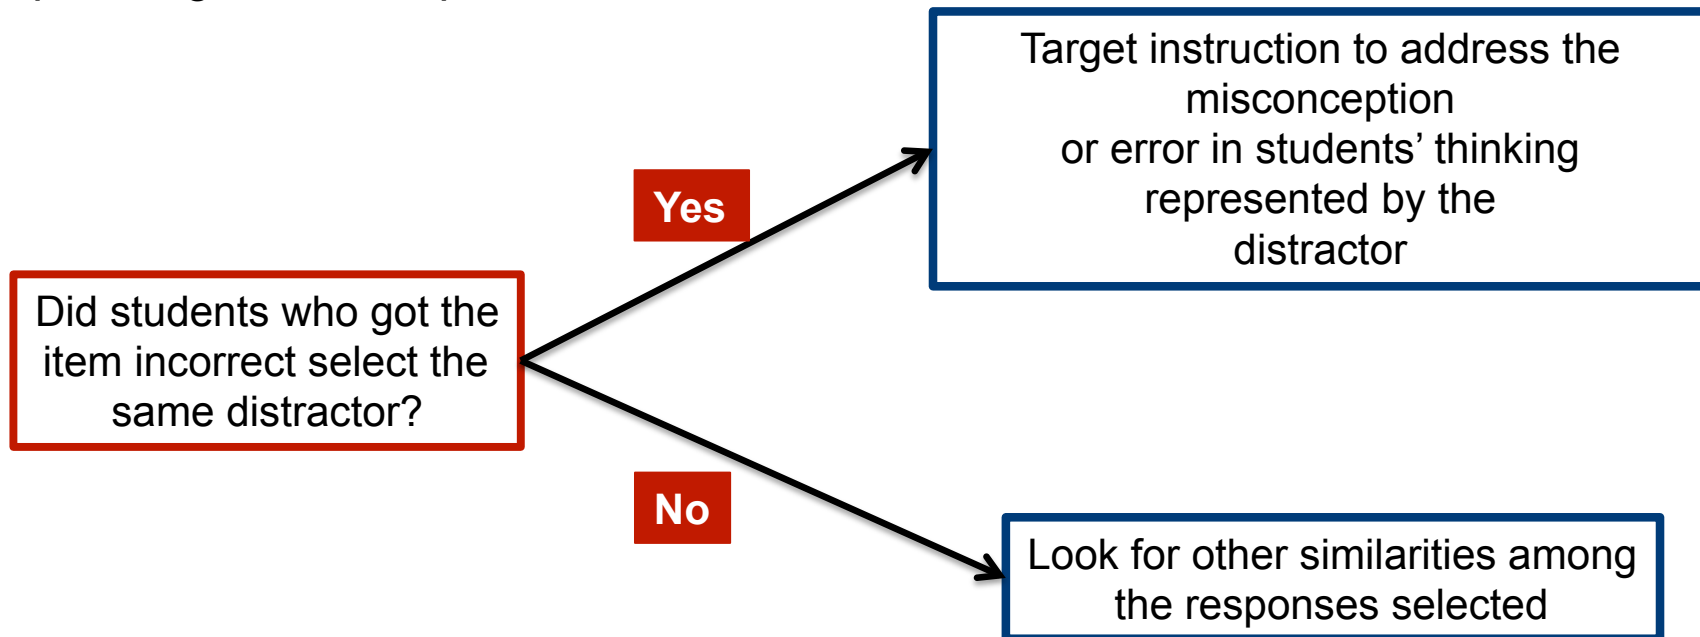 Target instruction to address the
misconception
or error in students’ thinking
represented by the
distractor
Yes
Did students who got the
item incorrect select the
same distractor?
No
Look for other similarities among
the responses selected